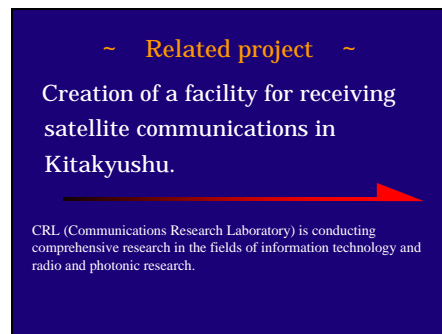 ~ Related project ~
Creation of a facility for receiving
satellite communications in
Kitakyushu.
CRL (Communications Research Laboratory) is conducting
comprehensive research in the fields of information technology and
radio and photonic research.